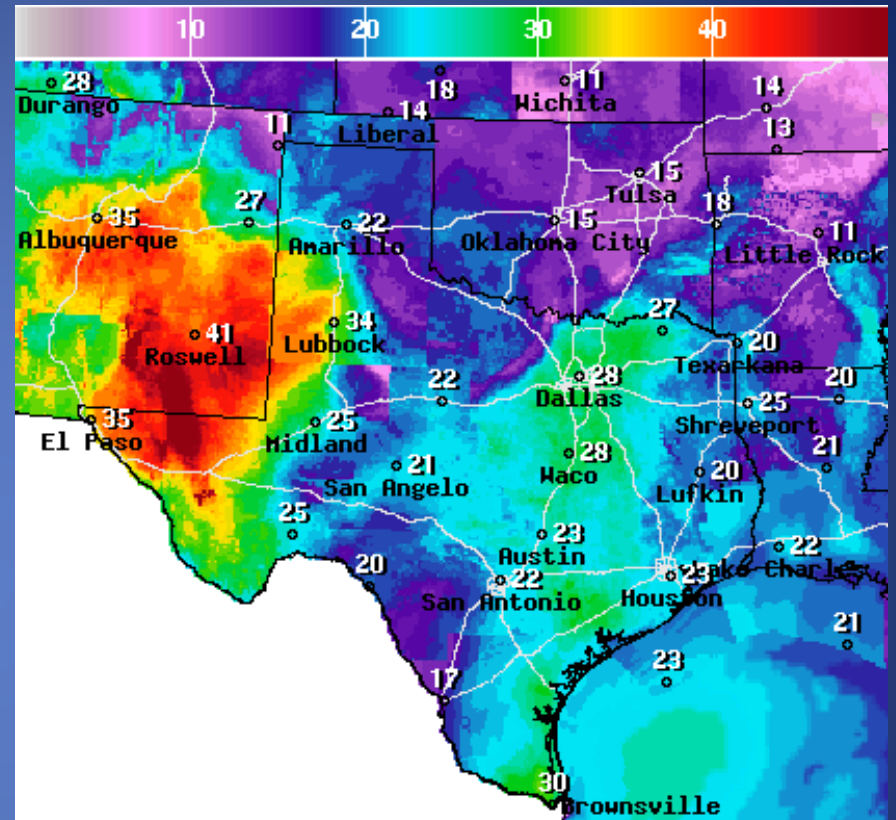 10 20 30 40
28 18 11
Durango Wichita
14 14
Liberal
11 13
15
Tulsa
35 27 22 15 18 11
Albuquerque Amarillo Oklahoma City Little Rock
41 34 27 20
Roswell Lubbock Texarkana
28
22 Dallas 25 20
35 25 Shreveport
El Paso Midland
21 28 20 21
San Angelo Waco Lufkin
25 23 22
Austin Lake Charles
20 22 23
San Antonio Houston
21
23
17
30
Brownsville